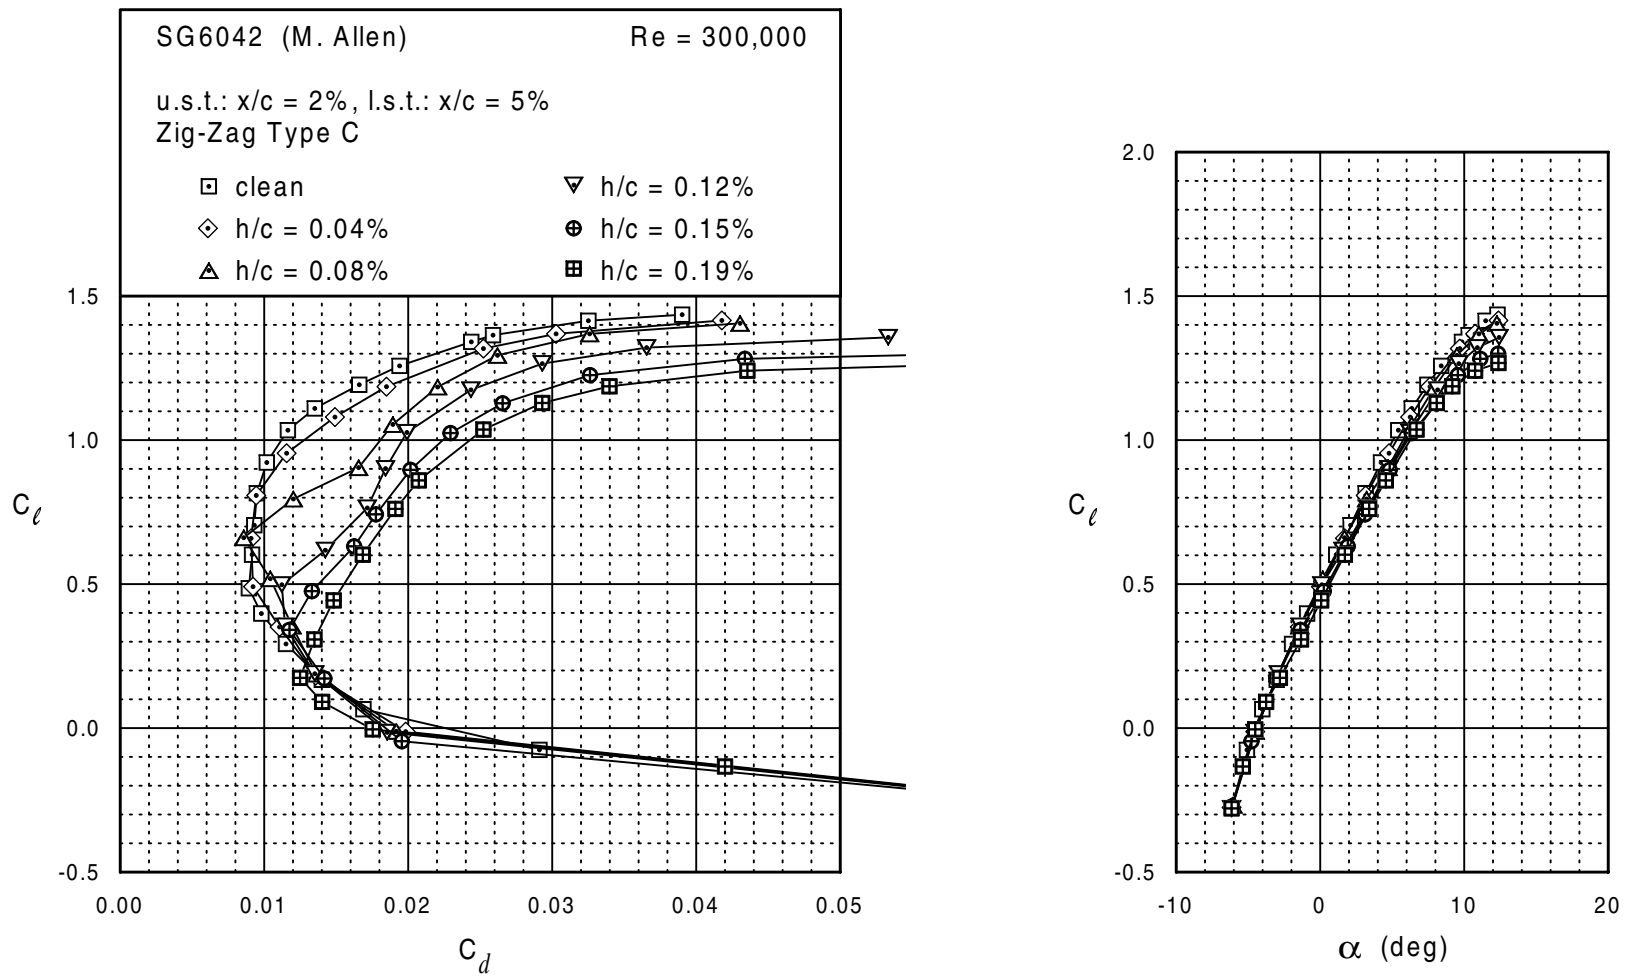 SG6042 (M. Allen) Re = 300,000
u.s.t.: x/c = 2%, l.s.t.: x/c = 5%
Zig-Zag Type C
clean h/c = 0.12%
h/c = 0.04% h/c = 0.15%
h/c = 0.08% h/c = 0.19%
1.5
1.0
0.5
0.0
-0.5
C_ℓ
0.00 0.01 0.02 0.03 0.04 0.05
C_d
2.0
1.5
1.0
0.5
0.0
-0.5
C_ℓ
-10 0 10 20
α (deg)